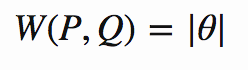 W(P, Q) = |θ|